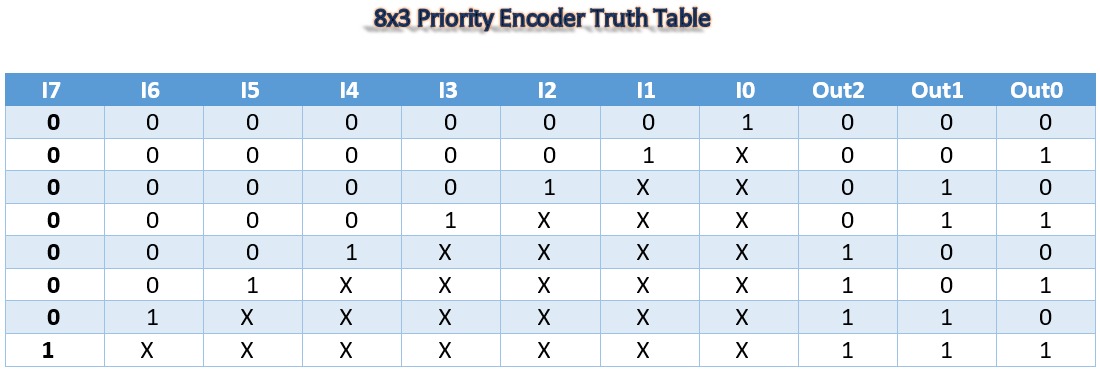 8x3 Priority Encoder Truth Table
I7 I6 I5 I4 I3 I2 I1 I0 Out2 Out1 Out0
0 0 0 0 0 0 0 1 0 0 0
0 0 0 0 0 0 1 X 0 0 1
0 0 0 0 0 1 X X 0 1 0
0 0 0 0 1 X X X 0 1 1
0 0 0 1 X X X X 1 0 0
0 0 1 X X X X X 1 0 1
0 1 X X X X X X 1 1 0
1 X X X X X X X 1 1 1